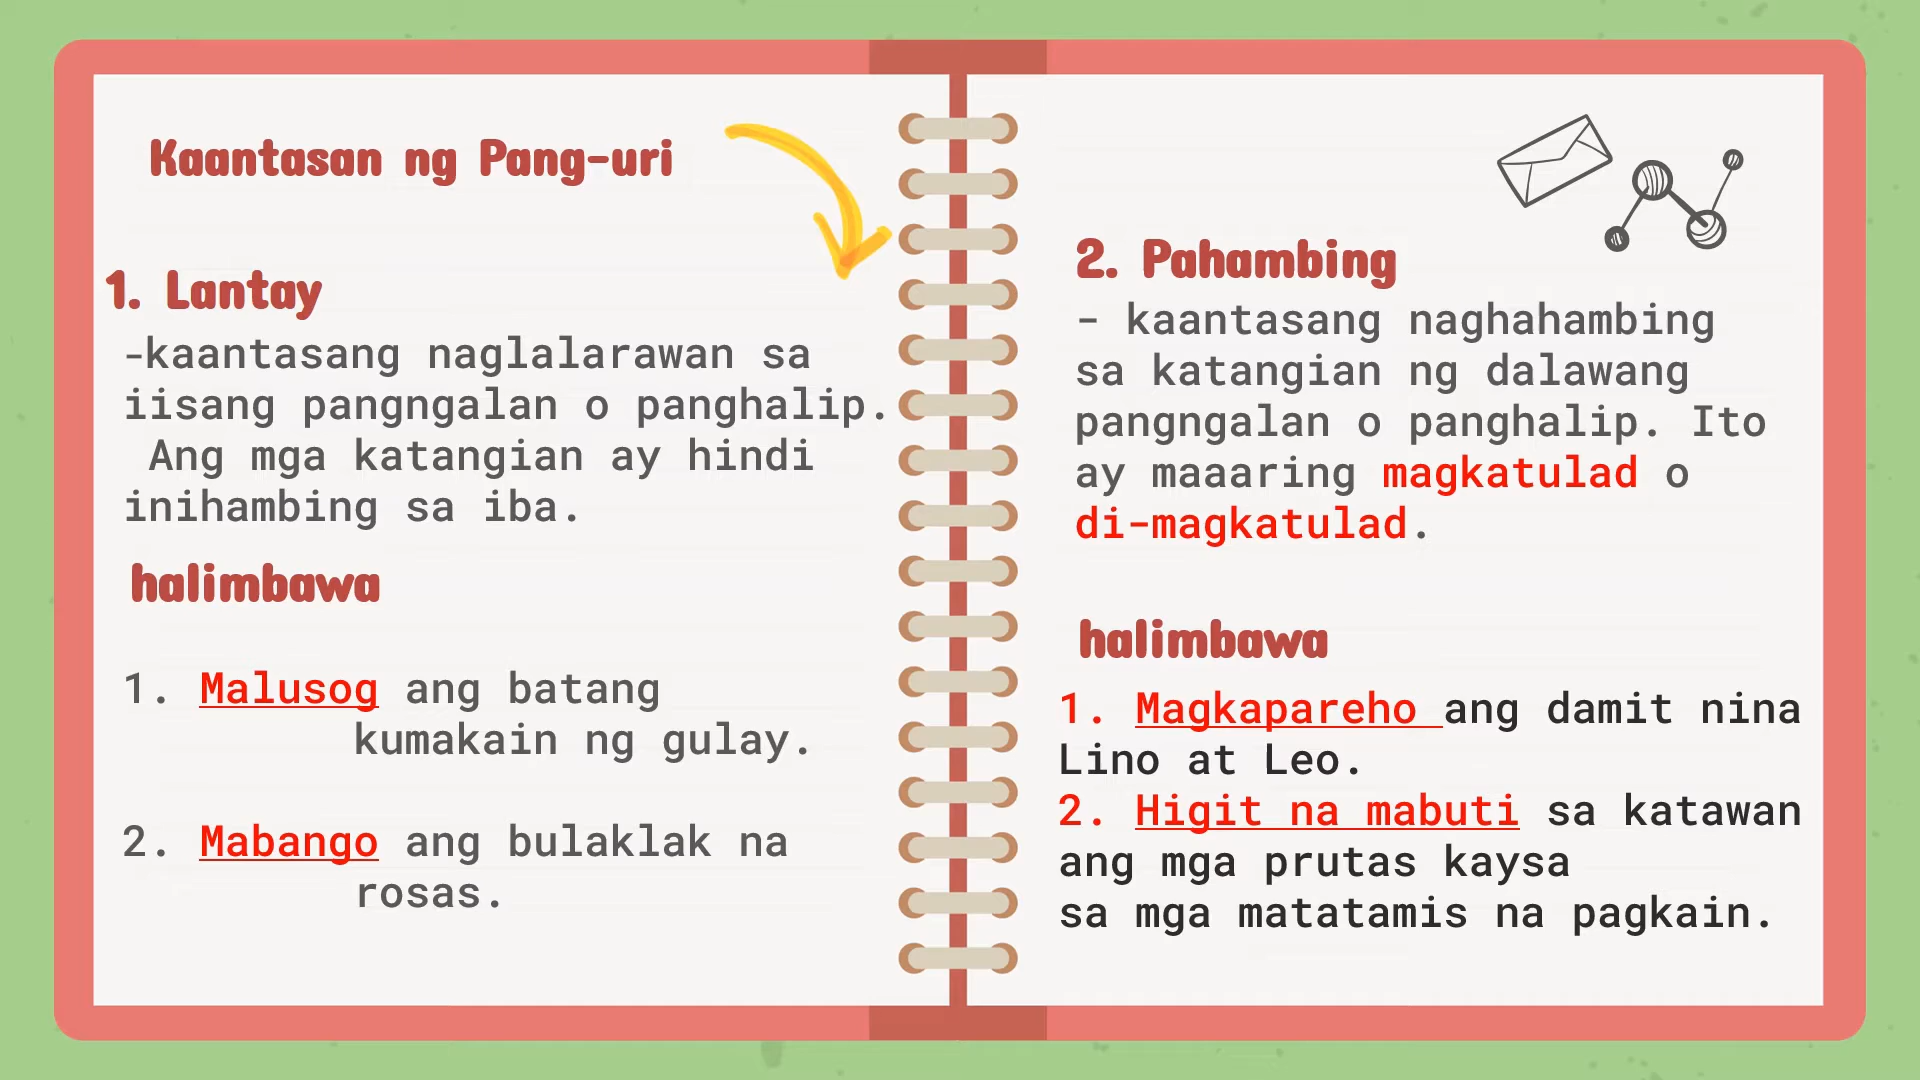 Kaantasan ng Pang-uri
1. Lantay
-kaantasang naglalarawan sa
iisang pangngalan o panghalip.
Ang mga katangian ay hindi
inihambing sa iba.
halimbawa
1. Malusog ang batang
kumakain ng gulay.
2. Mabango ang bulaklak na
rosas.
2. Pahambing
- kaantasang naghahambing
sa katangian ng dalawang
pangngalan o panghalip. Ito
ay maaaring magkatulad o
di-magkatulad.
halimbawa
1. Magkapareho ang damit nina
Lino at Leo.
2. Higit na mabuti sa katawan
ang mga prutas kaysa
sa mga matatamis na pagkain.